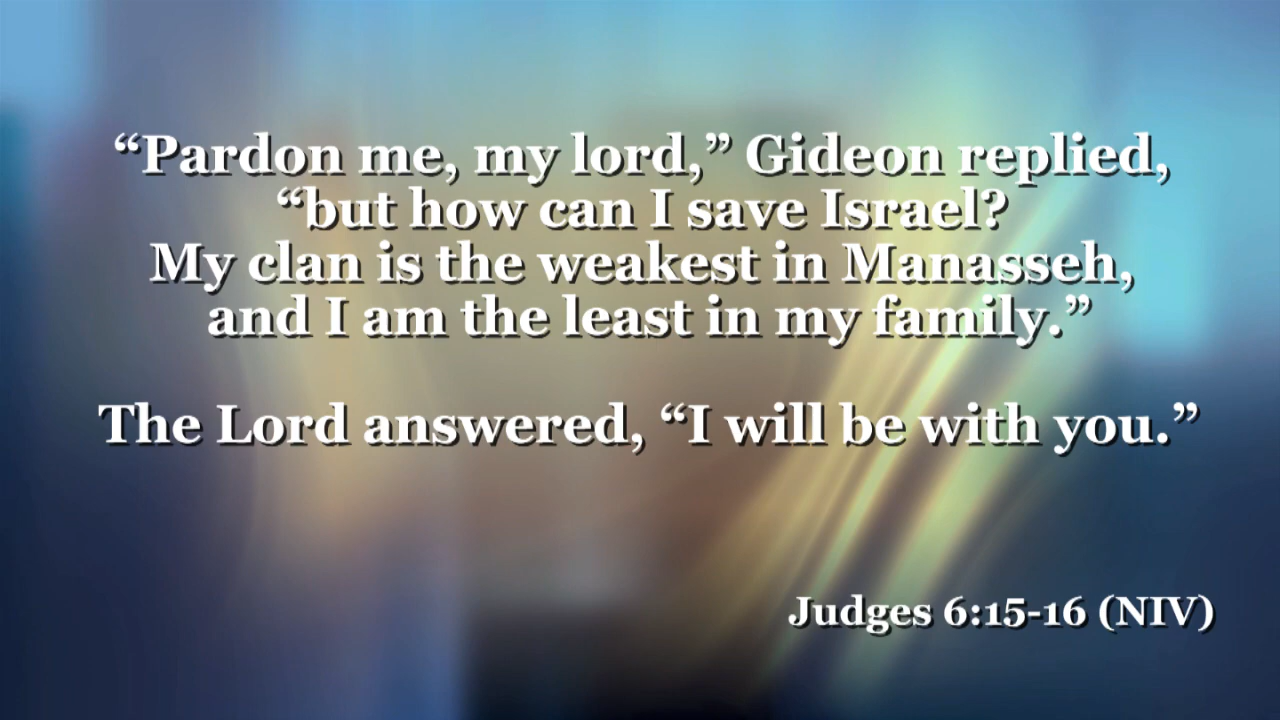 “Pardon me, my lord,” Gideon replied,
“but how can I save Israel?
My clan is the weakest in Manasseh,
and I am the least in my family.”
The Lord answered, “I will be with you.”
Judges 6:15-16 (NIV)